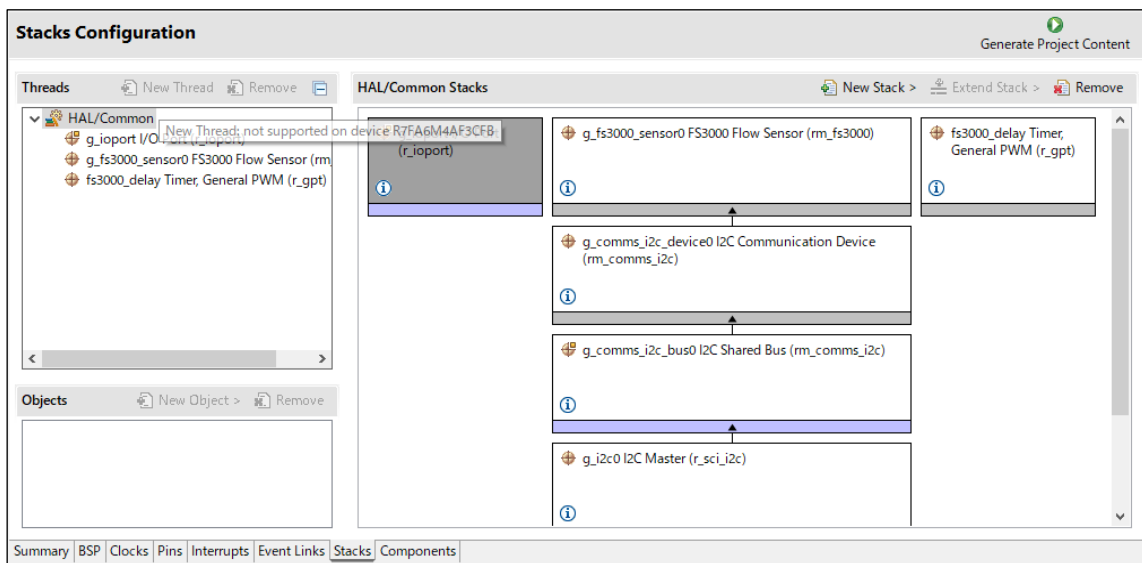 Stacks Configuration
Generate Project Content
Threads
New Thread
Remove
HAL/Common Stacks
New Stack >
Extend Stack >
Remove
HAL/Common
New Thread: not supported on device R7FA6M4AF3CFB
g_ioport I/O Port (r_ioport)
g_fs3000_sensor0 FS3000 Flow Sensor (rm
fs3000_delay Timer, General PWM (r_gpt)
(r_ioport)
g_fs3000_sensor0 FS3000 Flow Sensor (rm_fs3000)
fs3000_delay Timer,
General PWM (r_gpt)
g_comms_i2c_device0 I2C Communication Device
(rm_comms_i2c)
g_comms_i2c_bus0 I2C Shared Bus (rm_comms_i2c)
g_i2c0 I2C Master (r_sci_i2c)
Objects
New Object >
Remove
Summary BSP Clocks Pins Interrupts Event Links Stacks Components